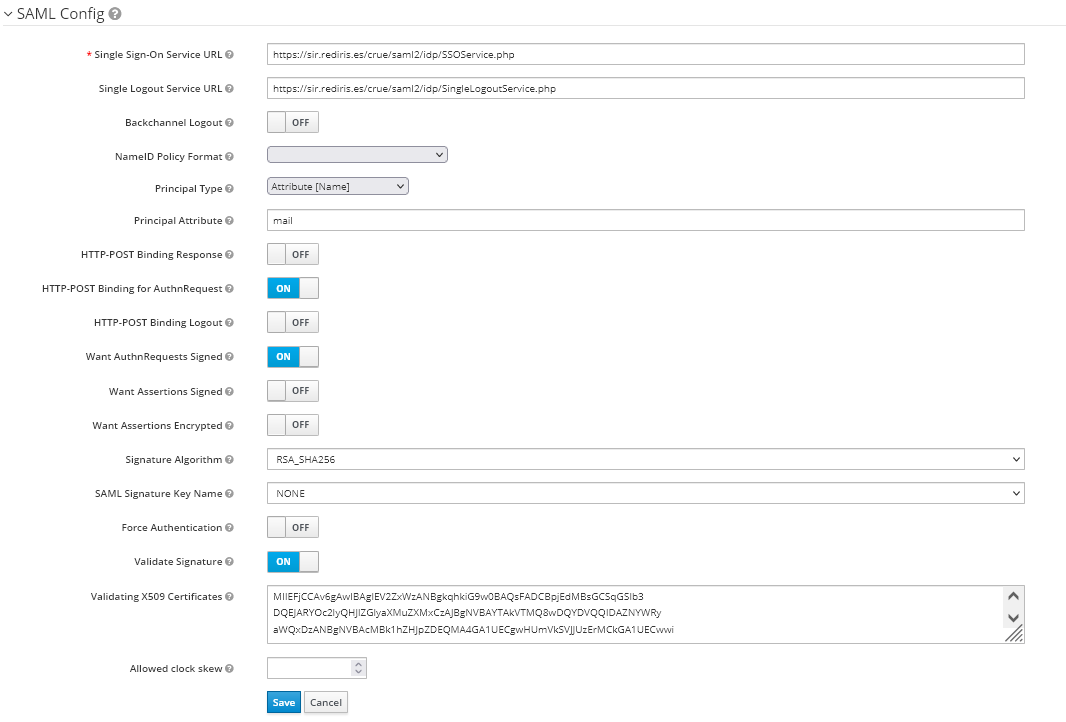 SAML Config
* Single Sign-On Service URL https://sir.rediris.es/crue/saml2/idp/SSOService.php
Single Logout Service URL https://sir.rediris.es/crue/saml2/idp/SingleLogoutService.php
Backchannel Logout OFF
NameID Policy Format
Principal Type Attribute [Name]
Principal Attribute mail
HTTP-POST Binding Response OFF
HTTP-POST Binding for AuthnRequest ON
HTTP-POST Binding Logout OFF
Want AuthnRequests Signed ON
Want Assertions Signed OFF
Want Assertions Encrypted OFF
Signature Algorithm RSA_SHA256
SAML Signature Key Name NONE
Force Authentication OFF
Validate Signature ON
Validating X509 Certificates MIIEFjCCAv6gAwIBAgIEV2ZxWzANBgkqhkiG9w0BAQsFADCBpjEdMBsGCSqGSIb3
DQEJARYOc2lyQHJlZGlyaXMuZXMxCzAJBgNVBAYTAkVTMQ8wDQYDVQQIDAZNYWRy
aWQxDzANBgNVBAcMBk1hZHJpZDEQMA4GA1UECgwHUmVkSVJJUzErMCkGA1UECwwi
Allowed clock skew
Save Cancel